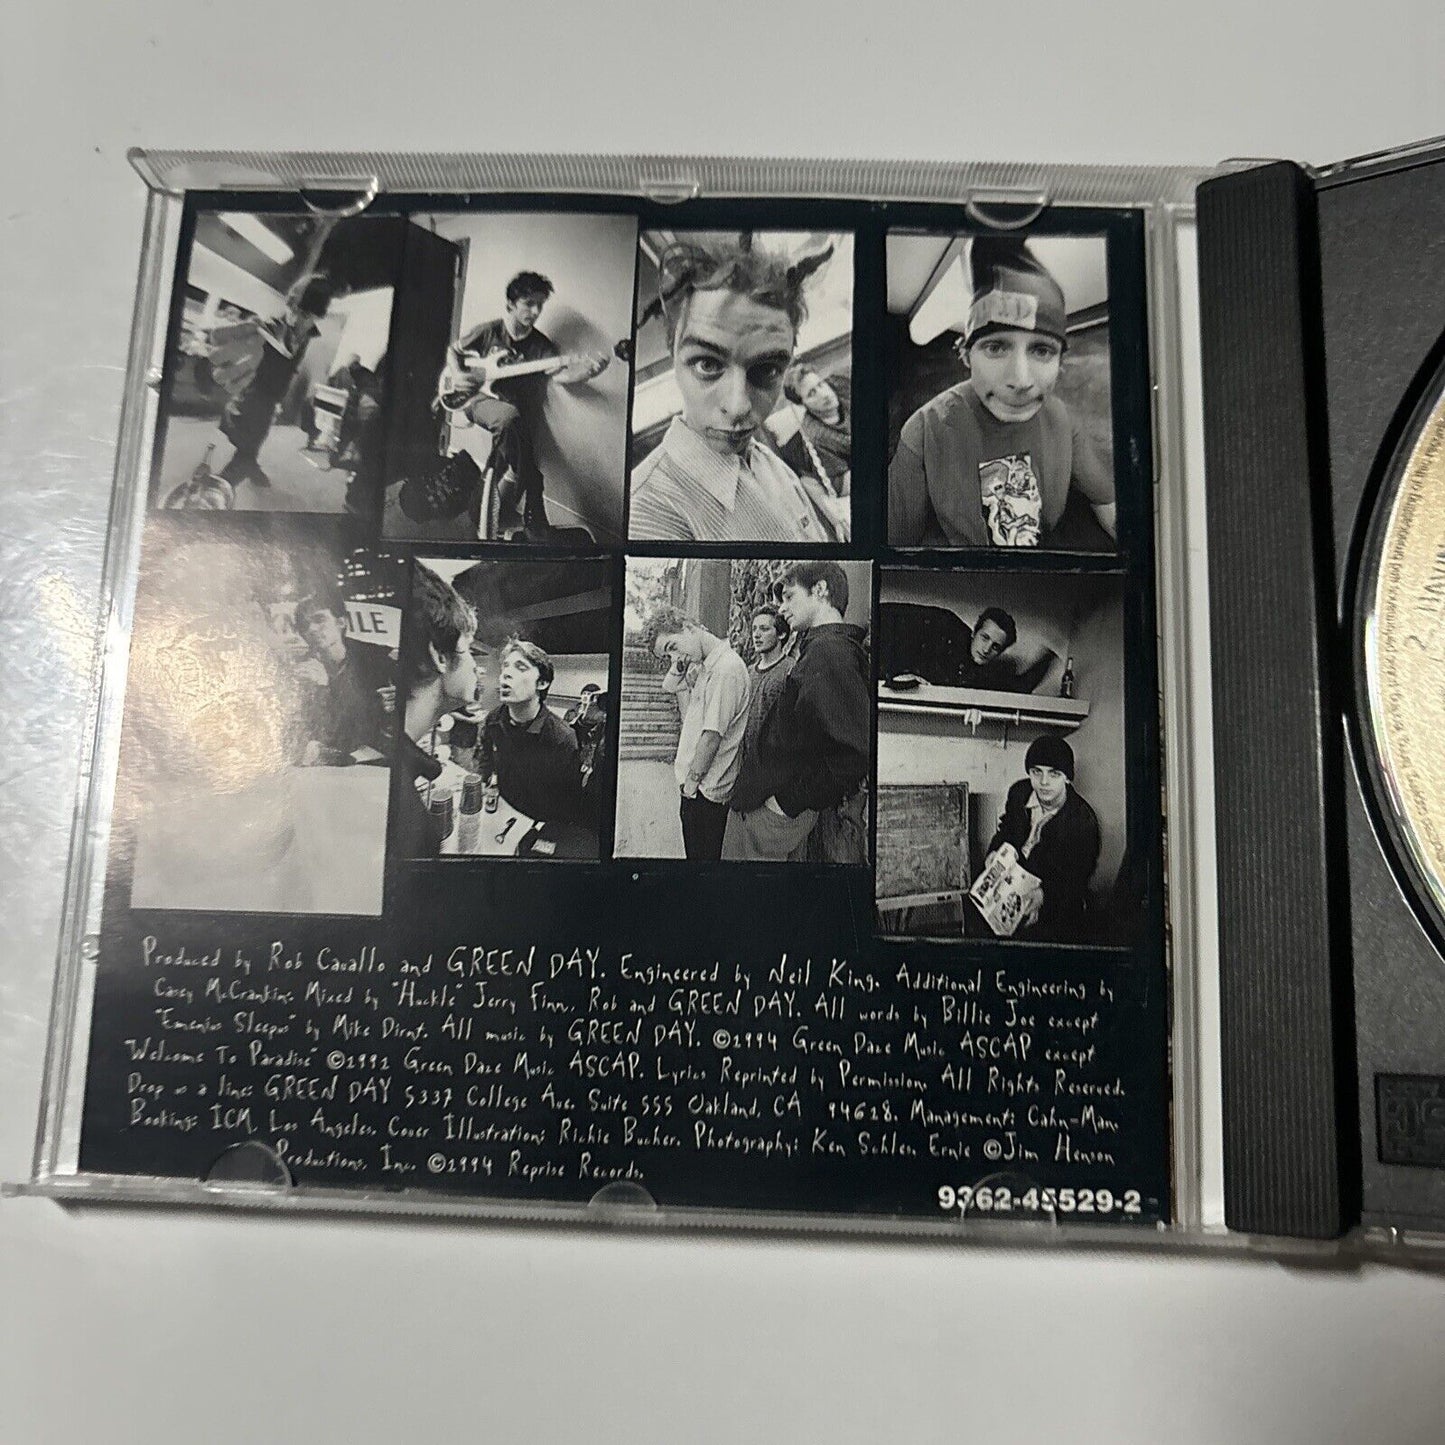 ILE
Produced by Rob Cavallo and GREEN DAY. Engineered by Neil King. Additional Engineering by
Casey McCrankin. Mixed by "Huckle" Jerry Finn, Rob and GREEN DAY. All words by Billie Joe except
"Emenius Sleepus" by Mike Dirnt. All music by GREEN DAY. ©1994 Green Daze Music ASCAP except
"Welcome To Paradise" ©1992 Green Daze Music ASCAP. Lyrics Reprinted by Permission. All Rights Reserved.
Drop us a line: GREEN DAY 5337 College Ave. Suite 555 Oakland, CA 94618. Management: Cahn-Man.
Booking: ICM, Los Angeles. Cover Illustration: Richie Bucher. Photography: Ken Schles. Ernie ©Jim Henson
Productions, Inc. ©1994 Reprise Records.
9362-45529-2
2. HAVIN